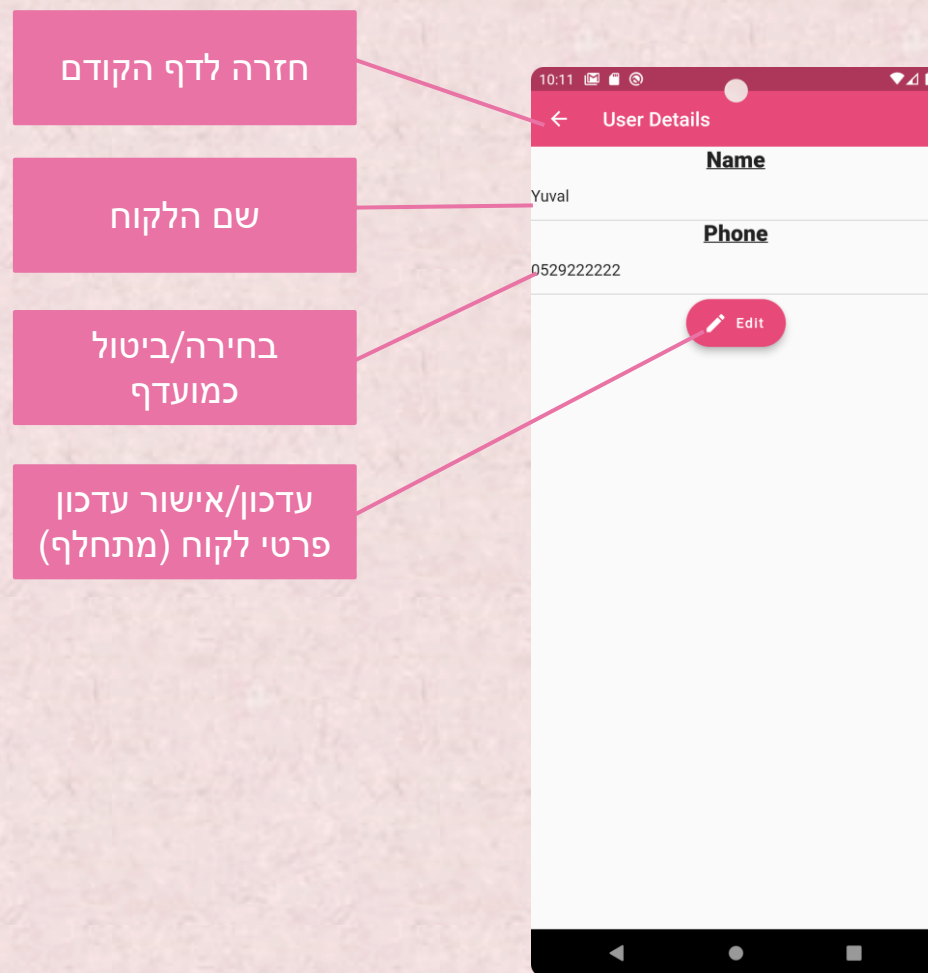 חזרה לדף הקודם
שם הלקוח
בחירה/ביטול
כמועדף
עדכון/אישור עדכון
פרטי לקוח (מתחלף)
10:11
User Details
Name
Yuval
Phone
0529222222
Edit